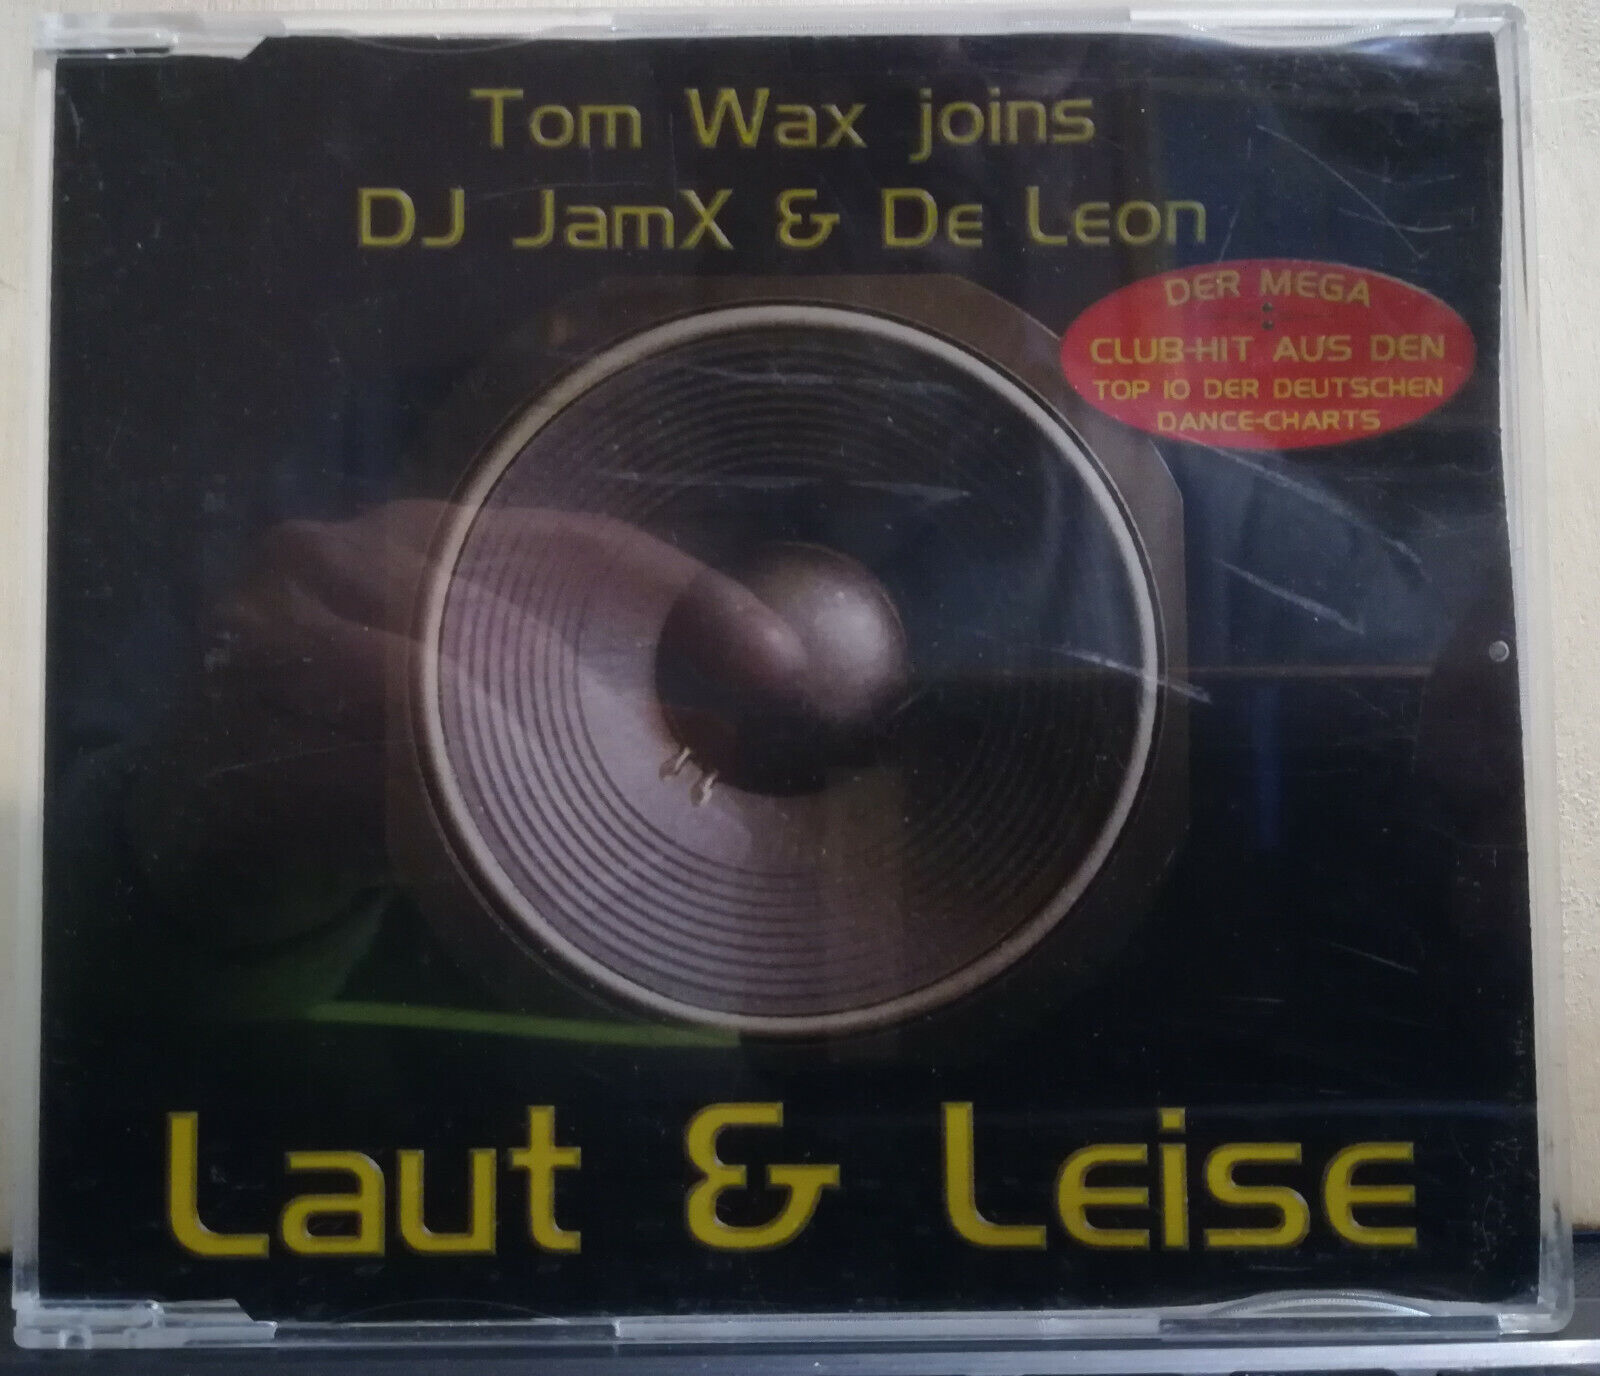 Tom Wax joins
DJ JamX & De Leon
DER MEGA
CLUB-HIT AUS DEN
TOP 10 DER DEUTSCHEN
DANCE-CHARTS
Laut & Leise